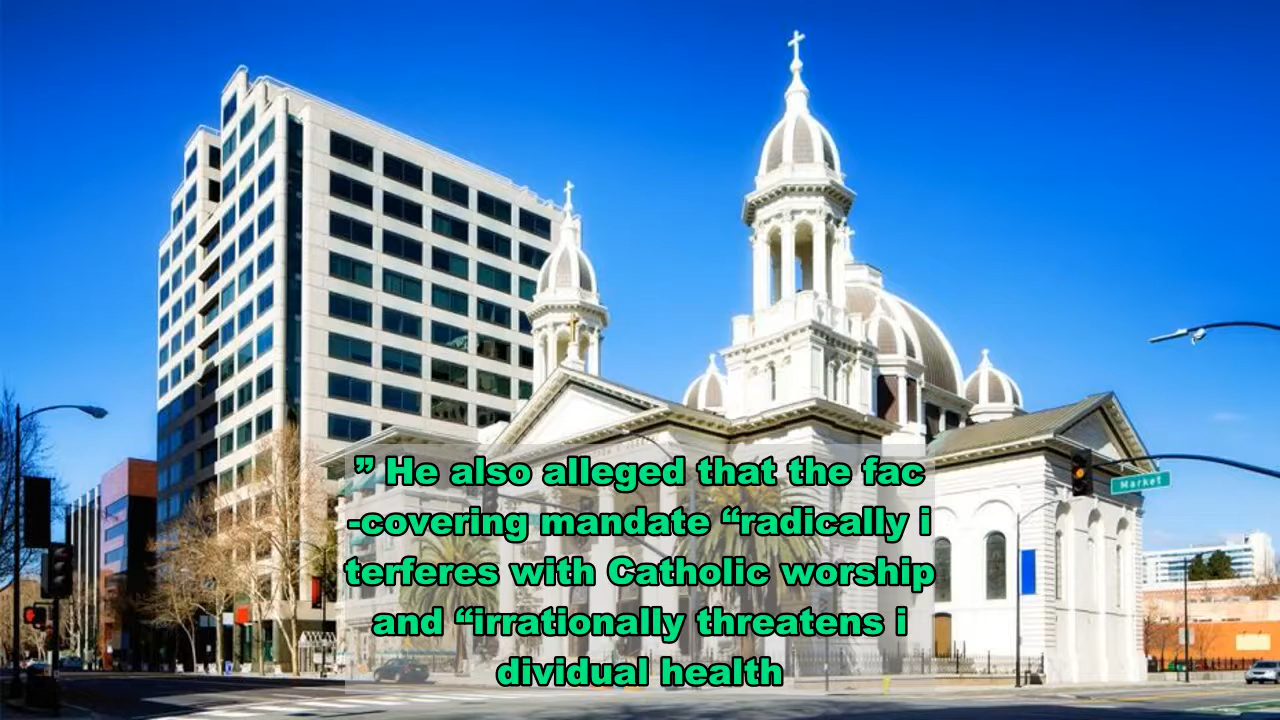 ” He also alleged that the fac
-covering mandate “radically i
terferes with Catholic worship
and “irrationally threatens i
dividual health
Market